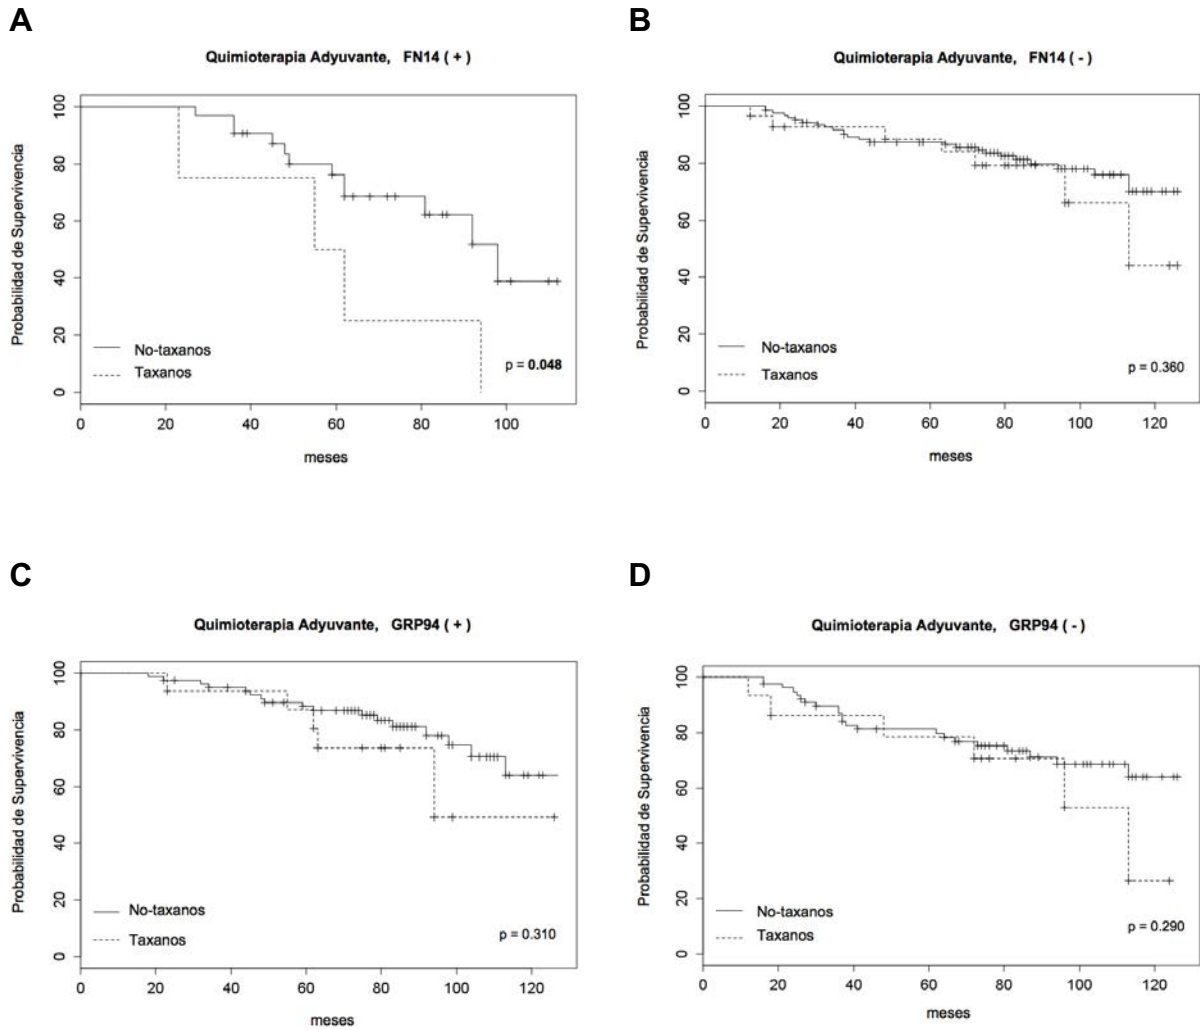 A
Quimioterapia Adyuvante, FN14 ( + )
Probabilidad de Supervivencia
100
80
60
40
20
0
No-taxanos
Taxanos
p = 0.048
0 20 40 60 80 100
meses
B
Quimioterapia Adyuvante, FN14 ( - )
Probabilidad de Supervivencia
100
80
60
40
20
0
No-taxanos
Taxanos
p = 0.360
0 20 40 60 80 100 120
meses
C
Quimioterapia Adyuvante, GRP94 ( + )
Probabilidad de Supervivencia
100
80
60
40
20
0
No-taxanos
Taxanos
p = 0.310
0 20 40 60 80 100 120
meses
D
Quimioterapia Adyuvante, GRP94 ( - )
Probabilidad de Supervivencia
100
80
60
40
20
0
No-taxanos
Taxanos
p = 0.290
0 20 40 60 80 100 120
meses